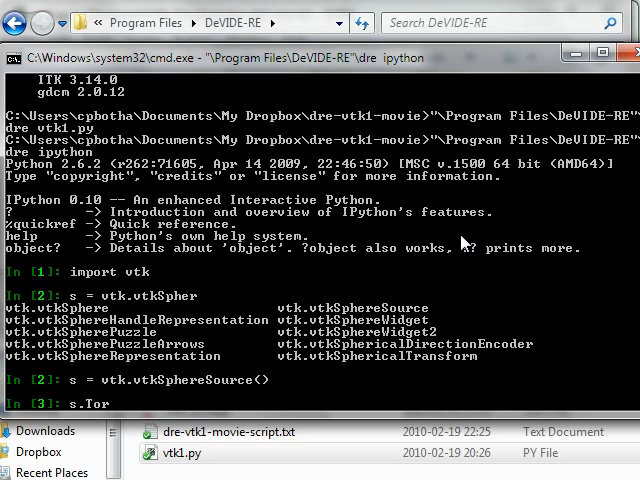 Program Files ▸ DeVIDE-RE ▸
Search DeVIDE-RE
C:\Windows\system32\cmd.exe - "\Program Files\DeVIDE-RE"\dre ipython
ITK 3.14.0
gdcm 2.0.12
C:\Users\cpbotha\Documents\My Dropbox\dre-vtk1-movie>"\Program Files\DeVIDE-RE"\
dre vtk1.py
C:\Users\cpbotha\Documents\My Dropbox\dre-vtk1-movie>"\Program Files\DeVIDE-RE"\
dre ipython
Python 2.6.2 (r262:71605, Apr 14 2009, 22:46:50) [MSC v.1500 64 bit (AMD64)]
Type "copyright", "credits" or "license" for more information.
IPython 0.10 -- An enhanced Interactive Python.
? -> Introduction and overview of IPython's features.
%quickref -> Quick reference.
help -> Python's own help system.
object? -> Details about 'object'. ?object also works, ?? prints more.
In [1]: import vtk
In [2]: s = vtk.vtkSpher
vtk.vtkSphere vtk.vtkSphereSource
vtk.vtkSphereHandleRepresentation vtk.vtkSphereWidget
vtk.vtkSpherePuzzle vtk.vtkSphereWidget2
vtk.vtkSpherePuzzleArrows vtk.vtkSphericalDirectionEncoder
vtk.vtkSphereRepresentation vtk.vtkSphericalTransform
In [2]: s = vtk.vtkSphereSource()
In [3]: s.Tor
Downloads dre-vtk1-movie-script.txt 2010-02-19 22:25 Text Document
Dropbox vtk1.py 2010-02-19 20:26 PY File
Recent Places